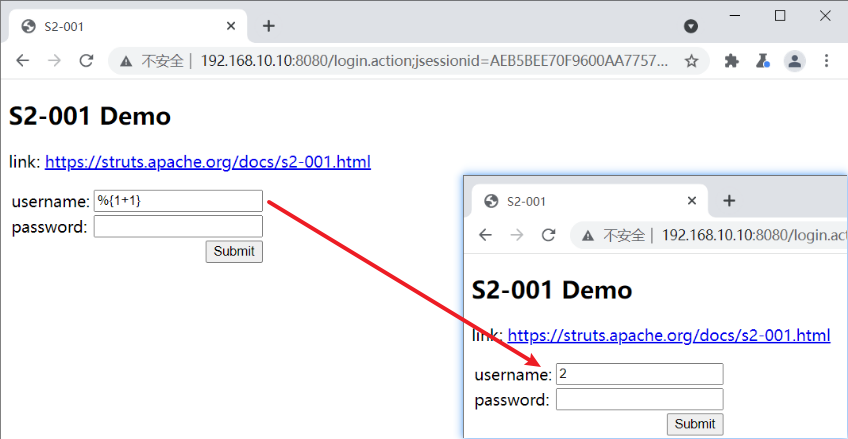 S2-001
不安全 | 192.168.10.10:8080/login.action;jsessionid=AEB5BEE70F9600AA7757...
S2-001 Demo
link: https://struts.apache.org/docs/s2-001.html
username: %{1+1}
password:
Submit
S2-001
不安全 | 192.168.10.10:8080/login.ac
S2-001 Demo
link: https://struts.apache.org/docs/s2-001.html
username: 2
password:
Submit